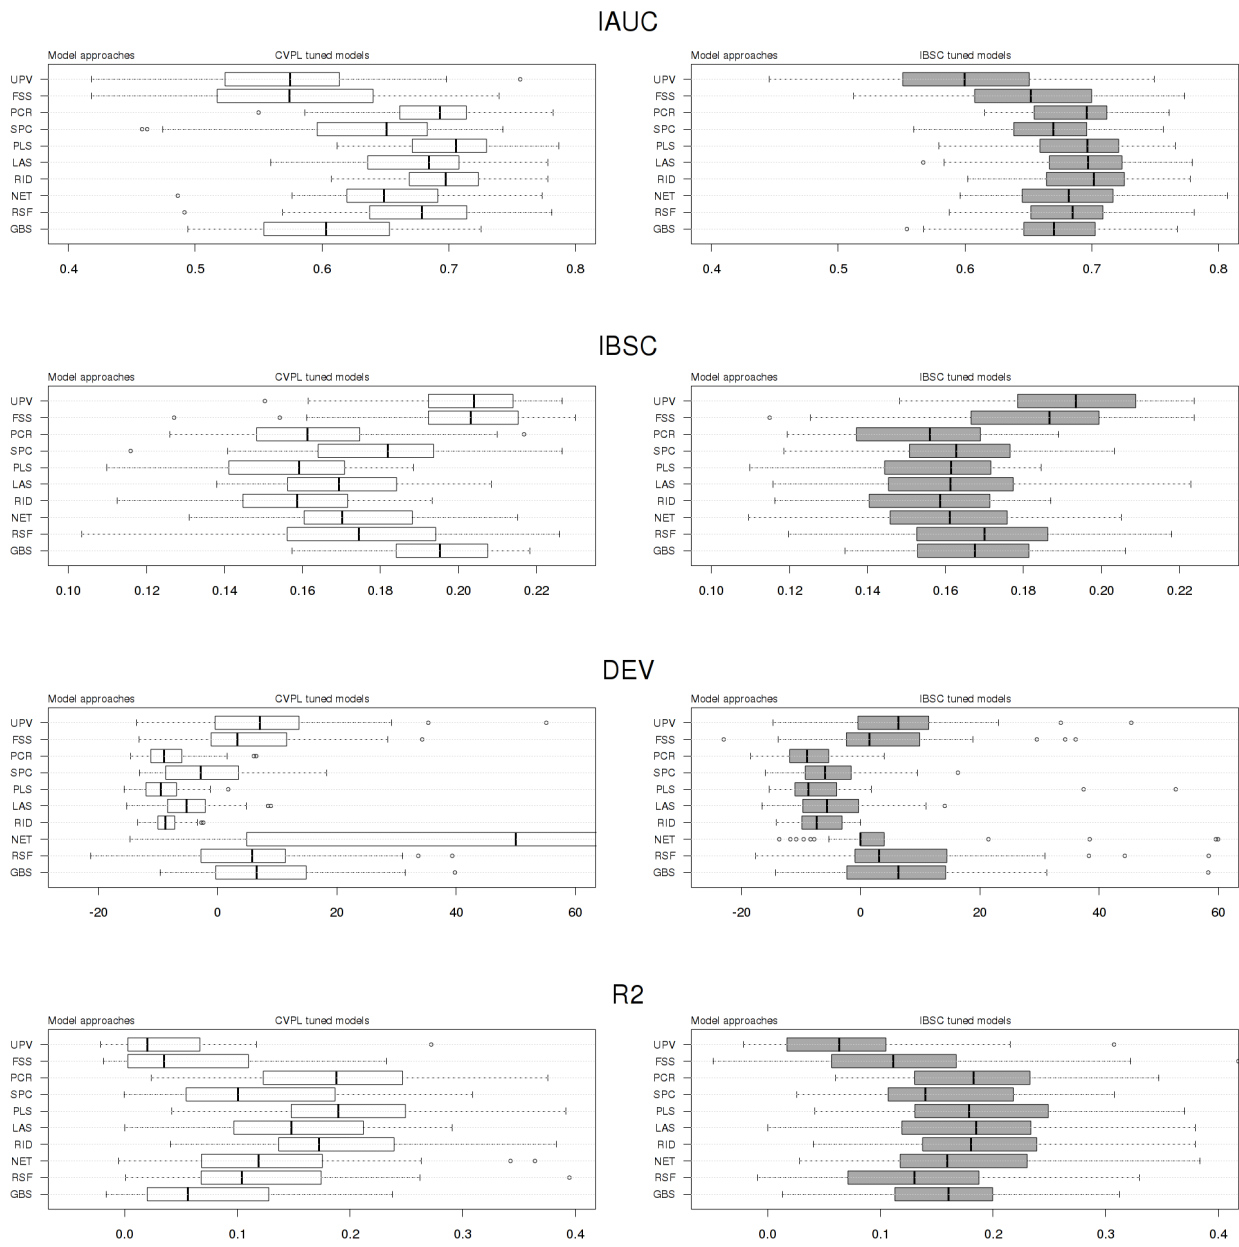 IAUC
Model approaches CVPL tuned models
UPV
FSS
PCR
SPC
PLS
LAS
RID
NET
RSF
GBS
0.4 0.5 0.6 0.7 0.8
Model approaches IBSC tuned models
UPV
FSS
PCR
SPC
PLS
LAS
RID
NET
RSF
GBS
0.4 0.5 0.6 0.7 0.8
IBSC
Model approaches CVPL tuned models
UPV
FSS
PCR
SPC
PLS
LAS
RID
NET
RSF
GBS
0.10 0.12 0.14 0.16 0.18 0.20 0.22
Model approaches IBSC tuned models
UPV
FSS
PCR
SPC
PLS
LAS
RID
NET
RSF
GBS
0.10 0.12 0.14 0.16 0.18 0.20 0.22
DEV
Model approaches CVPL tuned models
UPV
FSS
PCR
SPC
PLS
LAS
RID
NET
RSF
GBS
-20 0 20 40 60
Model approaches IBSC tuned models
UPV
FSS
PCR
SPC
PLS
LAS
RID
NET
RSF
GBS
-20 0 20 40 60
R2
Model approaches CVPL tuned models
UPV
FSS
PCR
SPC
PLS
LAS
RID
NET
RSF
GBS
0.0 0.1 0.2 0.3 0.4
Model approaches IBSC tuned models
UPV
FSS
PCR
SPC
PLS
LAS
RID
NET
RSF
GBS
0.0 0.1 0.2 0.3 0.4